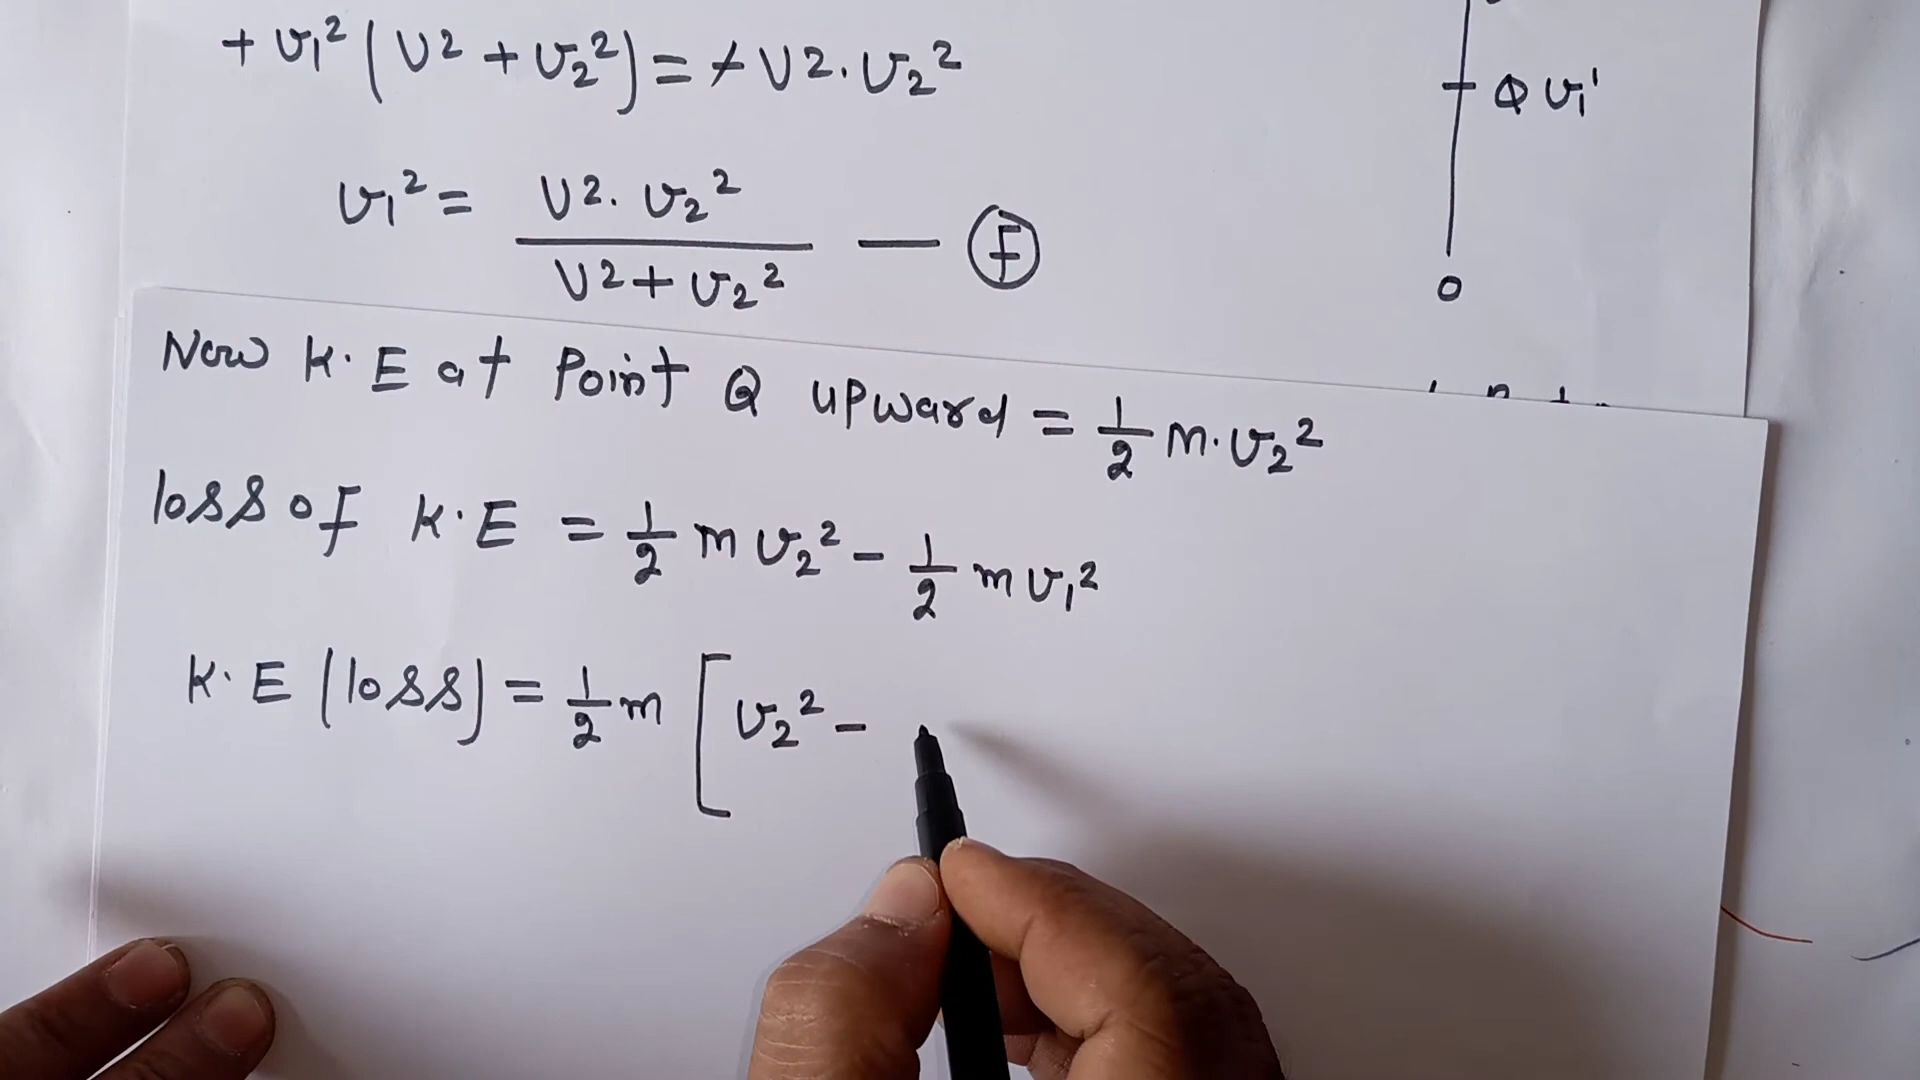 + v₁² (V² + v₂²) = ≠ V². v₂²
Q v₁'
v₁² = V². v₂² / V² + v₂² — (F)
0
Now K.E at Point Q upward = 1/2 m. v₂²
loss of K.E = 1/2 m v₂² - 1/2 m v₁²
K.E (loss) = 1/2 m [ v₂² -